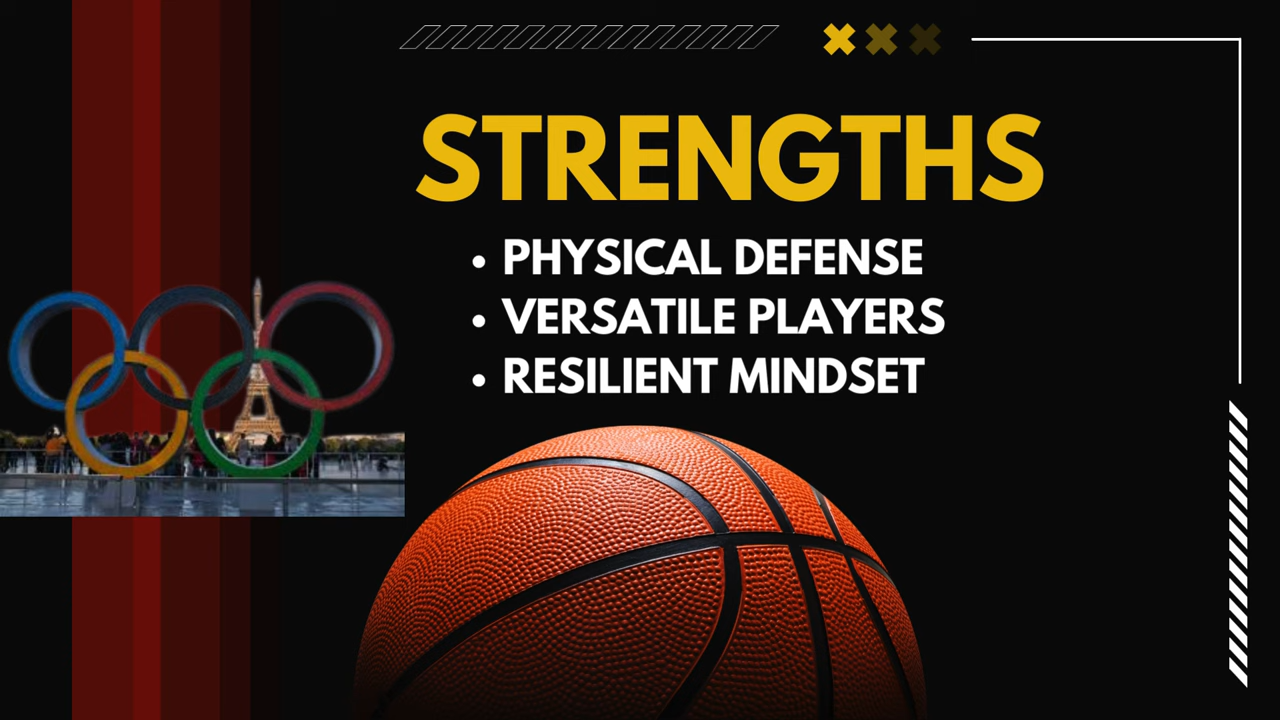 STRENGTHS
• PHYSICAL DEFENSE
• VERSATILE PLAYERS
• RESILIENT MINDSET